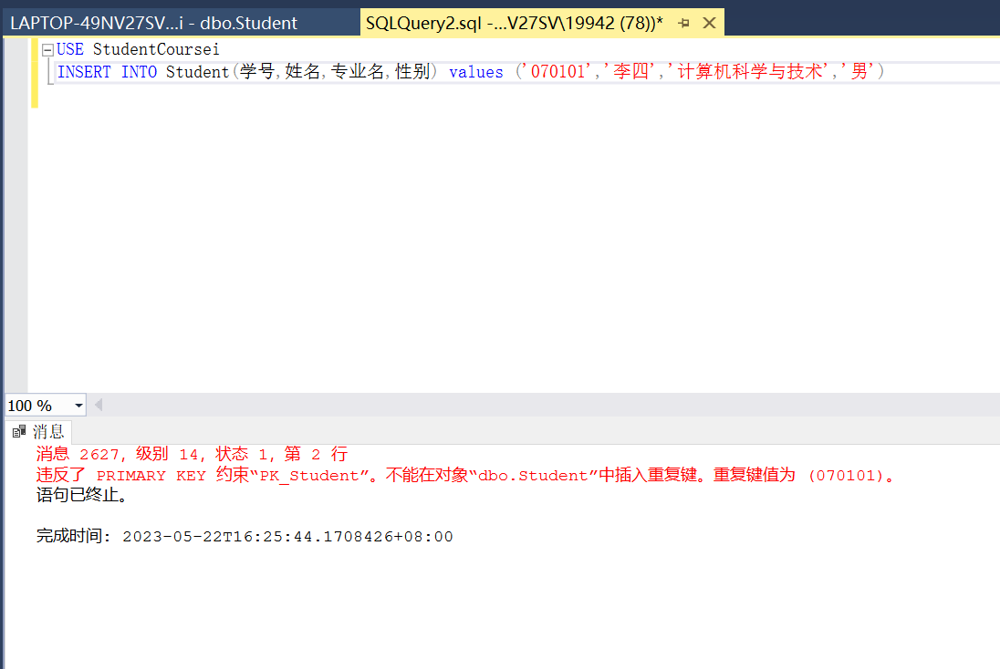 LAPTOP-49NV27SV...i - dbo.Student
SQLQuery2.sql -...V27SV\19942 (78))*
USE StudentCoursei
INSERT INTO Student(学号,姓名,专业名,性别) values ('070101','李四','计算机科学与技术','男')
100 %
消息
消息 2627, 级别 14, 状态 1, 第 2 行
违反了 PRIMARY KEY 约束“PK_Student”。不能在对象“dbo.Student”中插入重复键。重复键值为 (070101)。
语句已终止。
完成时间: 2023-05-22T16:25:44.1708426+08:00